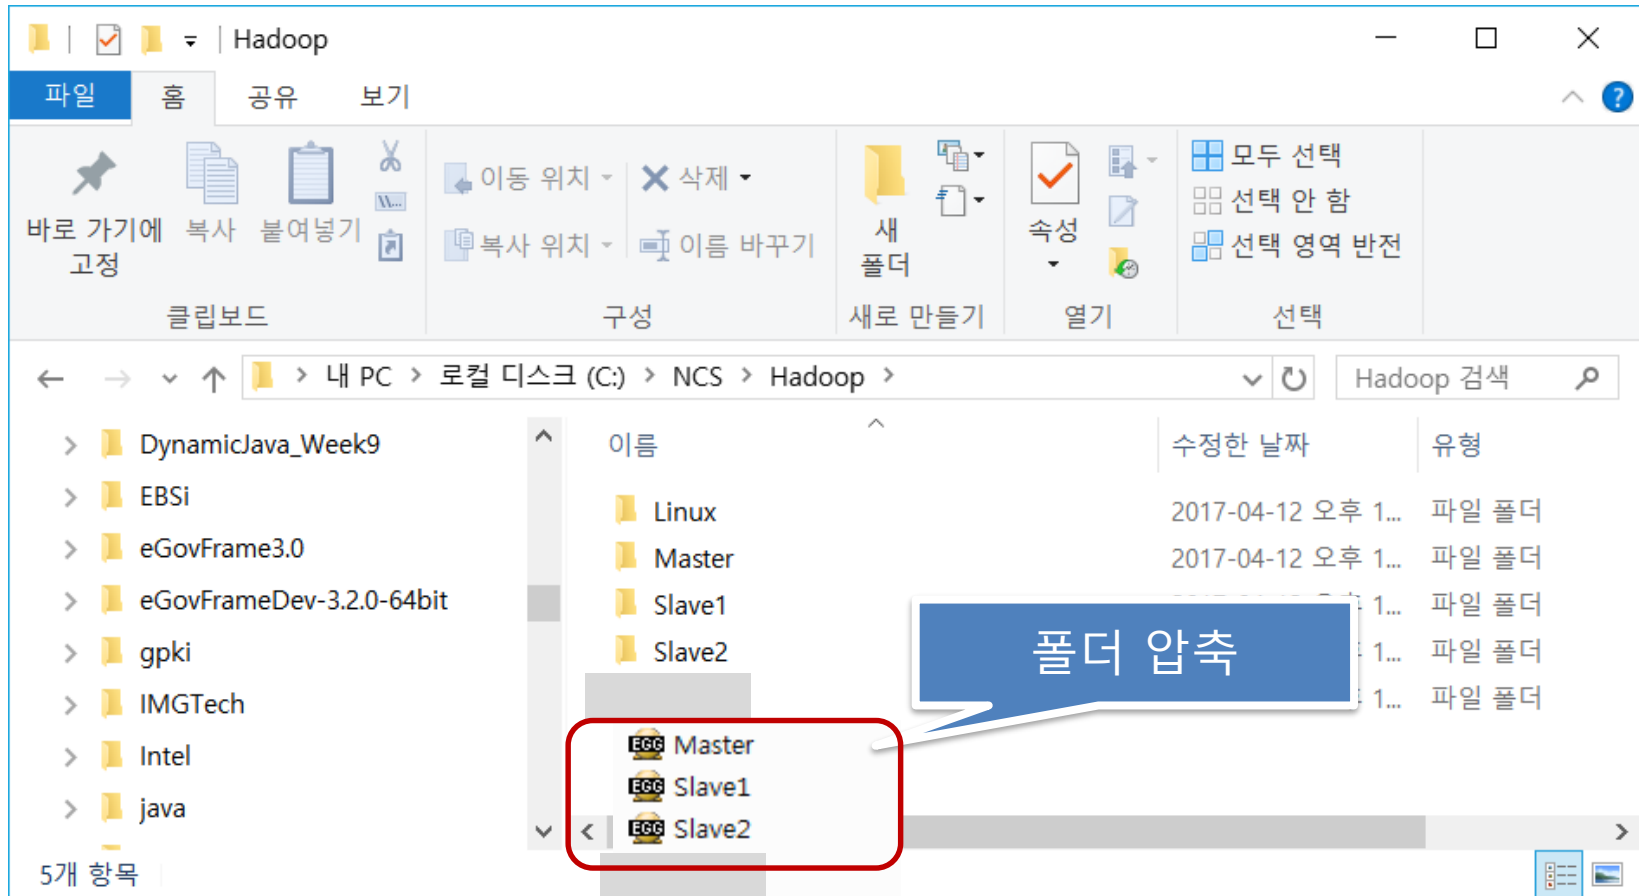 Hadoop
파일 홈 공유 보기
바로 가기에 고정
복사
붙여넣기
이동 위치
복사 위치
삭제
이름 바꾸기
새 폴더
속성
모두 선택
선택 안 함
선택 영역 반전
클립보드 구성 새로 만들기 열기 선택
내 PC > 로컬 디스크 (C:) > NCS > Hadoop >
Hadoop 검색
DynamicJava_Week9
EBSi
eGovFrame3.0
eGovFrameDev-3.2.0-64bit
gpki
IMGTech
Intel
java
이름 수정한 날짜 유형
Linux 2017-04-12 오후 1... 파일 폴더
Master 2017-04-12 오후 1... 파일 폴더
Slave1 1... 파일 폴더
Slave2 1... 파일 폴더
1... 파일 폴더
폴더 압축
EGG Master
EGG Slave1
EGG Slave2
5개 항목